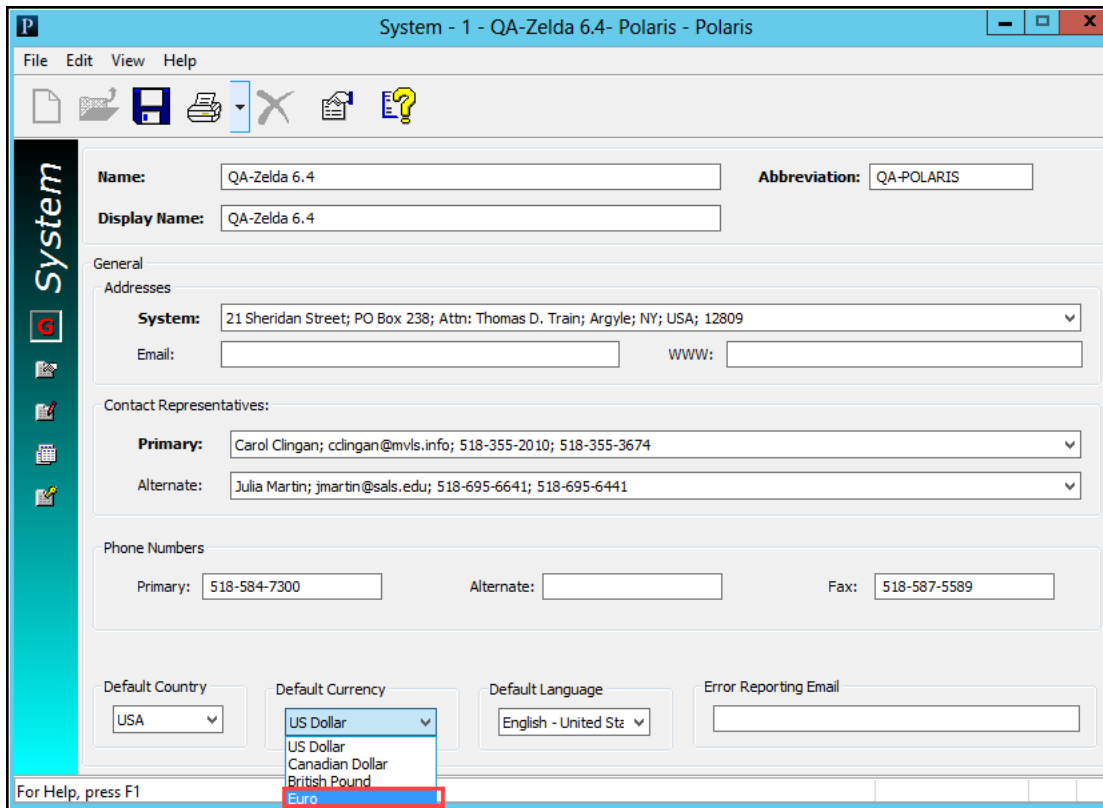 P
System - 1 - QA-Zelda 6.4- Polaris - Polaris
File Edit View Help
System
G
Name: QA-Zelda 6.4 Abbreviation: QA-POLARIS
Display Name: QA-Zelda 6.4
General
Addresses
System: 21 Sheridan Street; PO Box 238; Attn: Thomas D. Train; Argyle; NY; USA; 12809
Email: WWW:
Contact Representatives:
Primary: Carol Clingan; cclingan@mvls.info; 518-355-2010; 518-355-3674
Alternate: Julia Martin; jmartin@sals.edu; 518-695-6641; 518-695-6441
Phone Numbers
Primary: 518-584-7300 Alternate: Fax: 518-587-5589
Default Country Default Currency Default Language Error Reporting Email
USA US Dollar English - United Sta
US Dollar
Canadian Dollar
British Pound
Euro
For Help, press F1